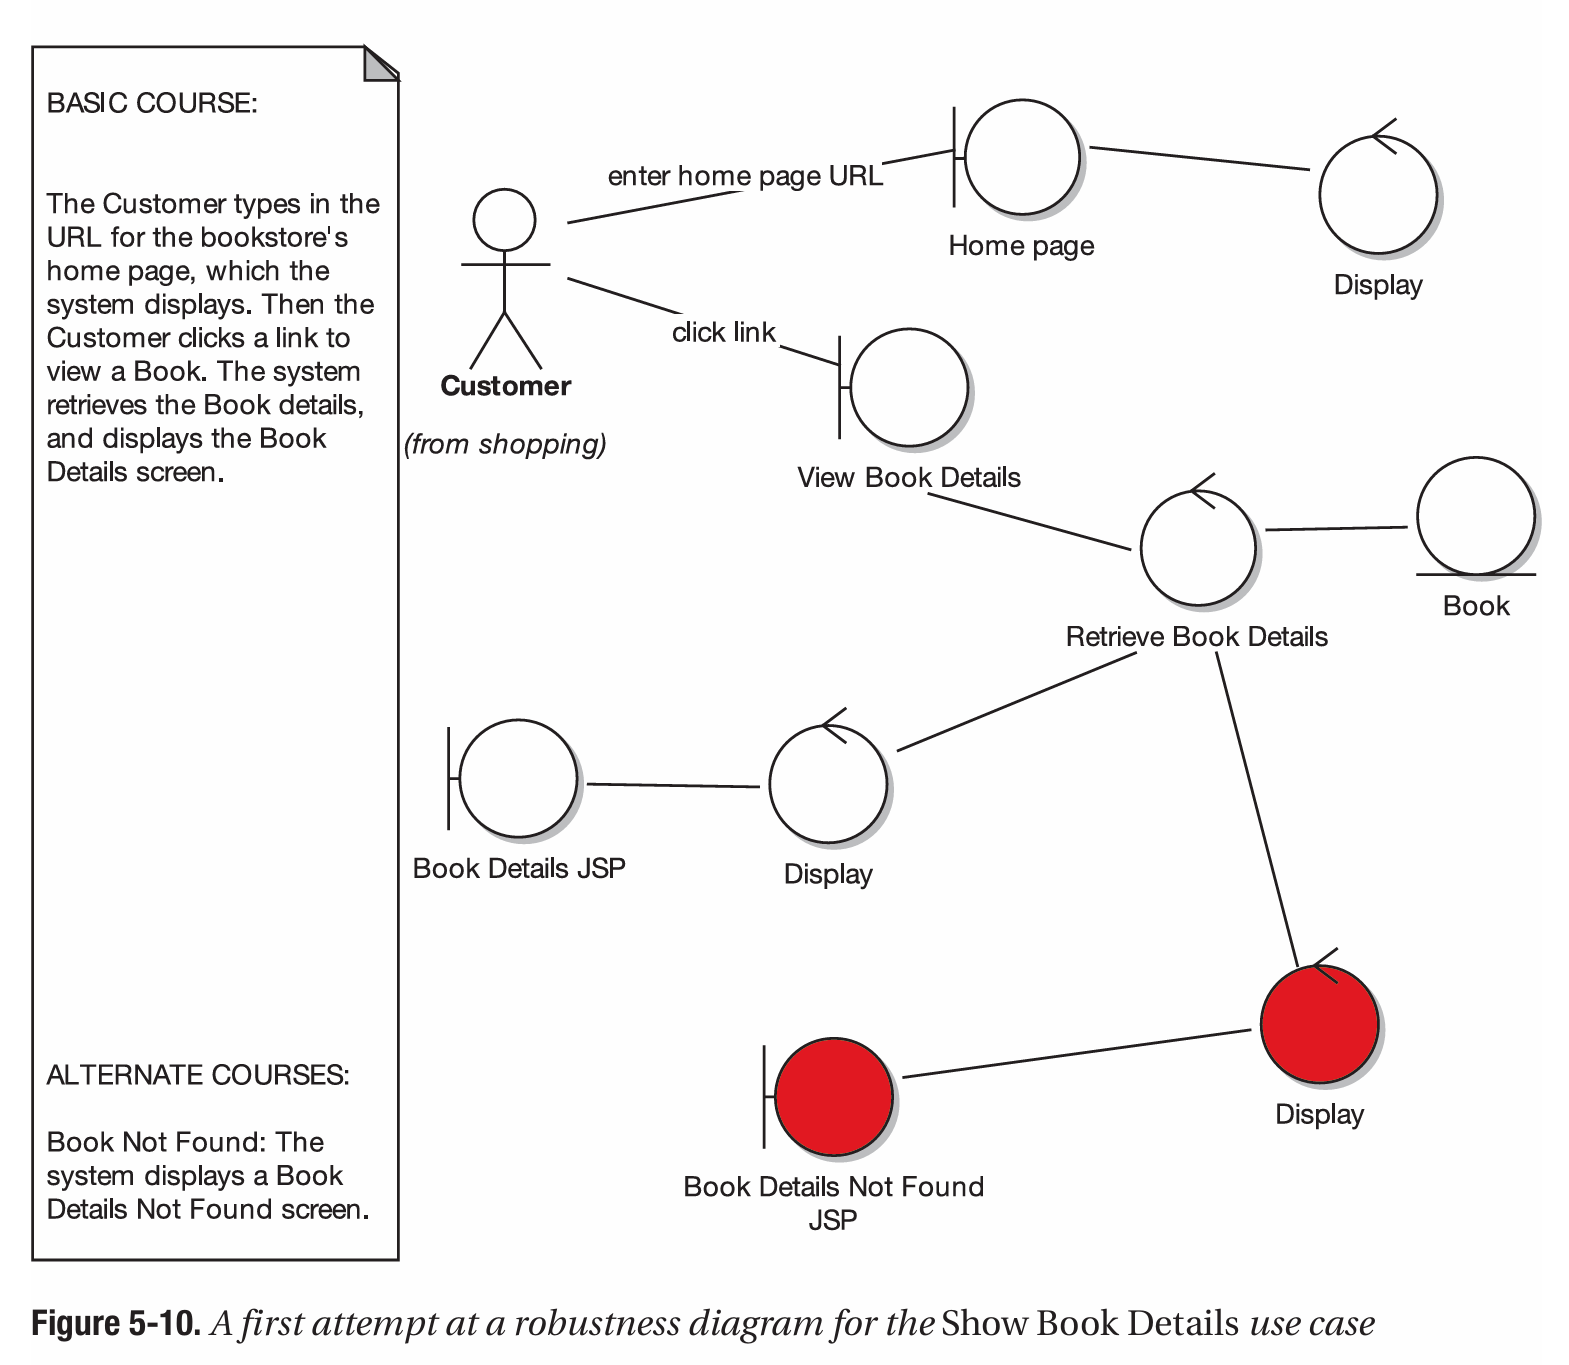 BASIC COURSE:
The Customer types in the
URL for the bookstore's
home page, which the
system displays. Then the
Customer clicks a link to
view a Book. The system
retrieves the Book details,
and displays the Book
Details screen.
ALTERNATE COURSES:
Book Not Found: The
system displays a Book
Details Not Found screen.
enter home page URL
Home page
Display
click link
Customer
(from shopping)
View Book Details
Book
Retrieve Book Details
Book Details JSP
Display
Display
Book Details Not Found
JSP
Figure 5-10. A first attempt at a robustness diagram for the Show Book Details use case